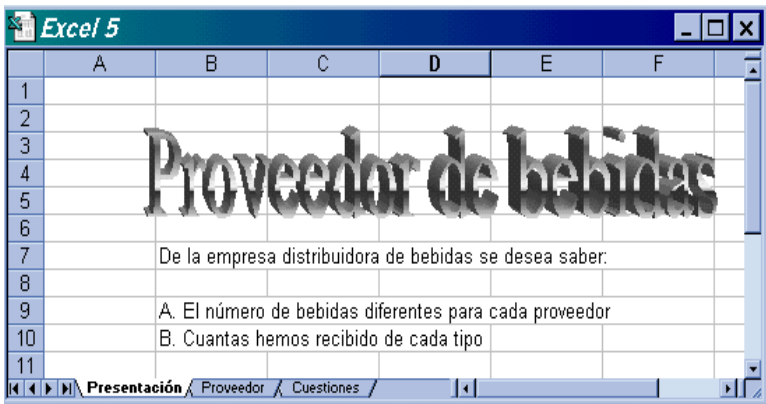 Excel 5
A B C D E F
1
2
Proveedor de bebidas
3
4
5
6
7 De la empresa distribuidora de bebidas se desea saber:
8
9 A. El número de bebidas diferentes para cada proveedor
10 B. Cuantas hemos recibido de cada tipo
11
Presentación Proveedor Cuestiones